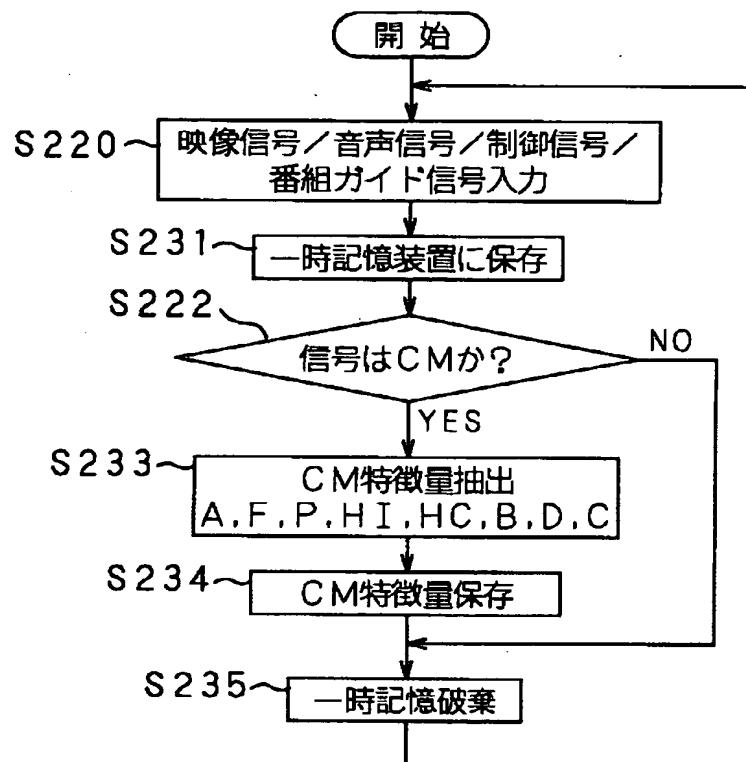 開始
S220
映像信号/音声信号/制御信号/
番組ガイド信号入力
S231
一時記憶装置に保存
S222
信号はCMか?
NO
YES
S233
CM特徴量抽出
A,F,P,HI,HC,B,D,C
S234
CM特徴量保存
S235
一時記憶破棄